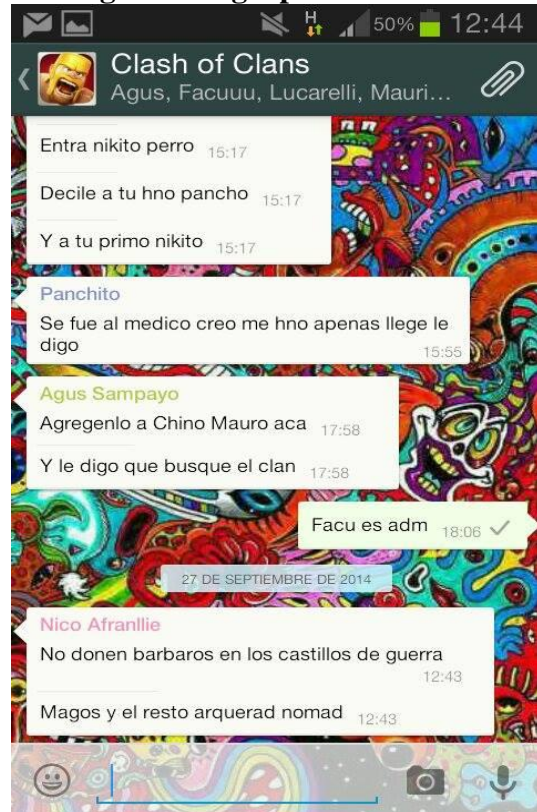 H
50%
12:44
Clash of Clans
Agus, Facuuu, Lucarelli, Mauri...
Entra nikito perro 15:17
Decile a tu hno pancho 15:17
Y a tu primo nikito 15:17
Panchito
Se fue al medico creo me hno apenas llege le
digo 15:55
Agus Sampayo
Agregenlo a Chino Mauro aca 17:58
Y le digo que busque el clan 17:58
Facu es adm 18:06
27 DE SEPTIEMBRE DE 2014
Nico Afranllie
No donen barbaros en los castillos de guerra
12:43
Magos y el resto arquerad nomad 12:43